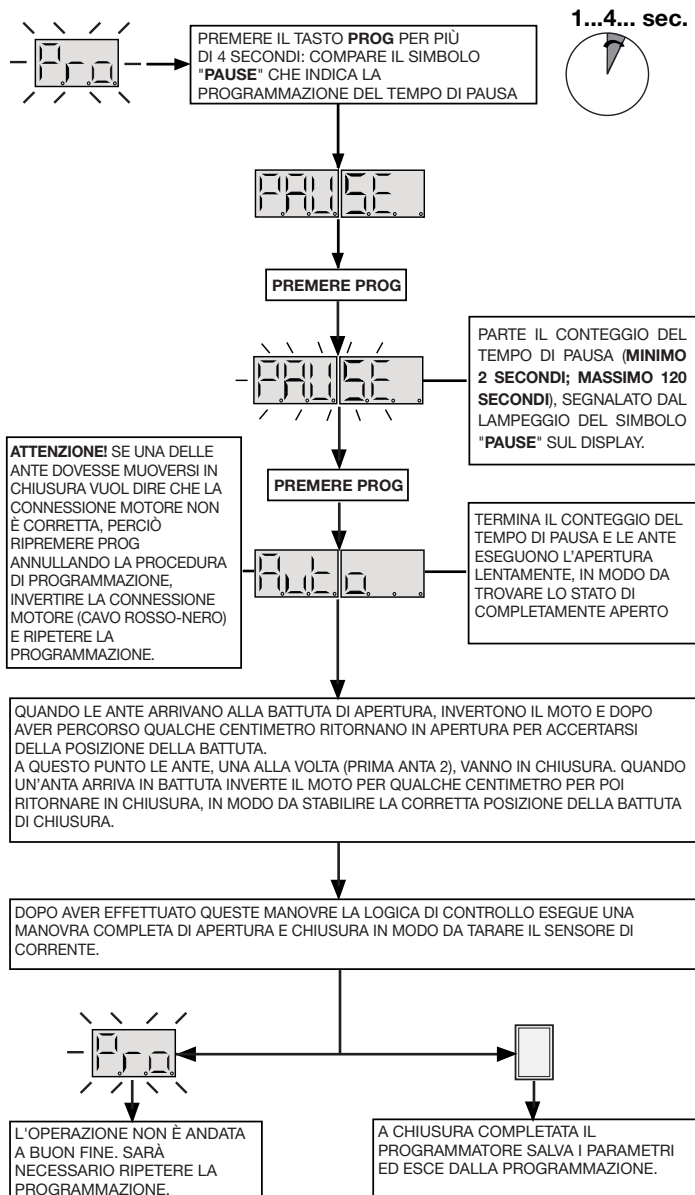 1...4... sec.
Pro
PREMERE IL TASTO PROG PER PIÙ
DI 4 SECONDI: COMPARE IL SIMBOLO
"PAUSE" CHE INDICA LA
PROGRAMMAZIONE DEL TEMPO DI PAUSA
PAUSE
PREMERE PROG
PAUSE
PARTE IL CONTEGGIO DEL
TEMPO DI PAUSA (MINIMO
2 SECONDI; MASSIMO 120
SECONDI), SEGNALATO DAL
LAMPEGGIO DEL SIMBOLO
"PAUSE" SUL DISPLAY.
PREMERE PROG
ATTENZIONE! SE UNA DELLE
ANTE DOVESSE MUOVERSI IN
CHIUSURA VUOL DIRE CHE LA
CONNESSIONE MOTORE NON
È CORRETTA, PERCIÒ
RIPREMERE PROG
ANNULLANDO LA PROCEDURA
DI PROGRAMMAZIONE,
INVERTIRE LA CONNESSIONE
MOTORE (CAVO ROSSO-NERO)
E RIPETERE LA
PROGRAMMAZIONE.
Auto
TERMINA IL CONTEGGIO DEL
TEMPO DI PAUSA E LE ANTE
ESEGUONO L'APERTURA
LENTAMENTE, IN MODO DA
TROVARE LO STATO DI
COMPLETAMENTE APERTO
QUANDO LE ANTE ARRIVANO ALLA BATTUTA DI APERTURA, INVERTONO IL MOTO E DOPO
AVER PERCORSO QUALCHE CENTIMETRO RITORNANO IN APERTURA PER ACCERTARSI
DELLA POSIZIONE DELLA BATTUTA.
A QUESTO PUNTO LE ANTE, UNA ALLA VOLTA (PRIMA ANTA 2), VANNO IN CHIUSURA. QUANDO
UN'ANTA ARRIVA IN BATTUTA INVERTE IL MOTO PER QUALCHE CENTIMETRO PER POI
RITORNARE IN CHIUSURA, IN MODO DA STABILIRE LA CORRETTA POSIZIONE DELLA BATTUTA
DI CHIUSURA.
DOPO AVER EFFETTUATO QUESTE MANOVRE LA LOGICA DI CONTROLLO ESEGUE UNA
MANOVRA COMPLETA DI APERTURA E CHIUSURA IN MODO DA TARARE IL SENSORE DI
CORRENTE.
Pro
L'OPERAZIONE NON È ANDATA
A BUON FINE. SARÀ
NECESSARIO RIPETERE LA
PROGRAMMAZIONE.
A CHIUSURA COMPLETATA IL
PROGRAMMATORE SALVA I PARAMETRI
ED ESCE DALLA PROGRAMMAZIONE.